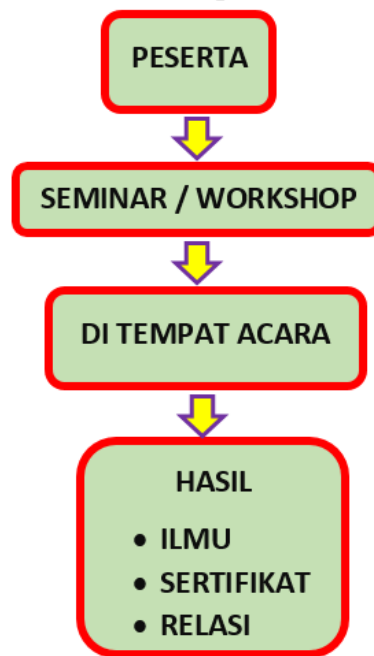 PESERTA
SEMINAR / WORKSHOP
DI TEMPAT ACARA
HASIL
• ILMU
• SERTIFIKAT
• RELASI